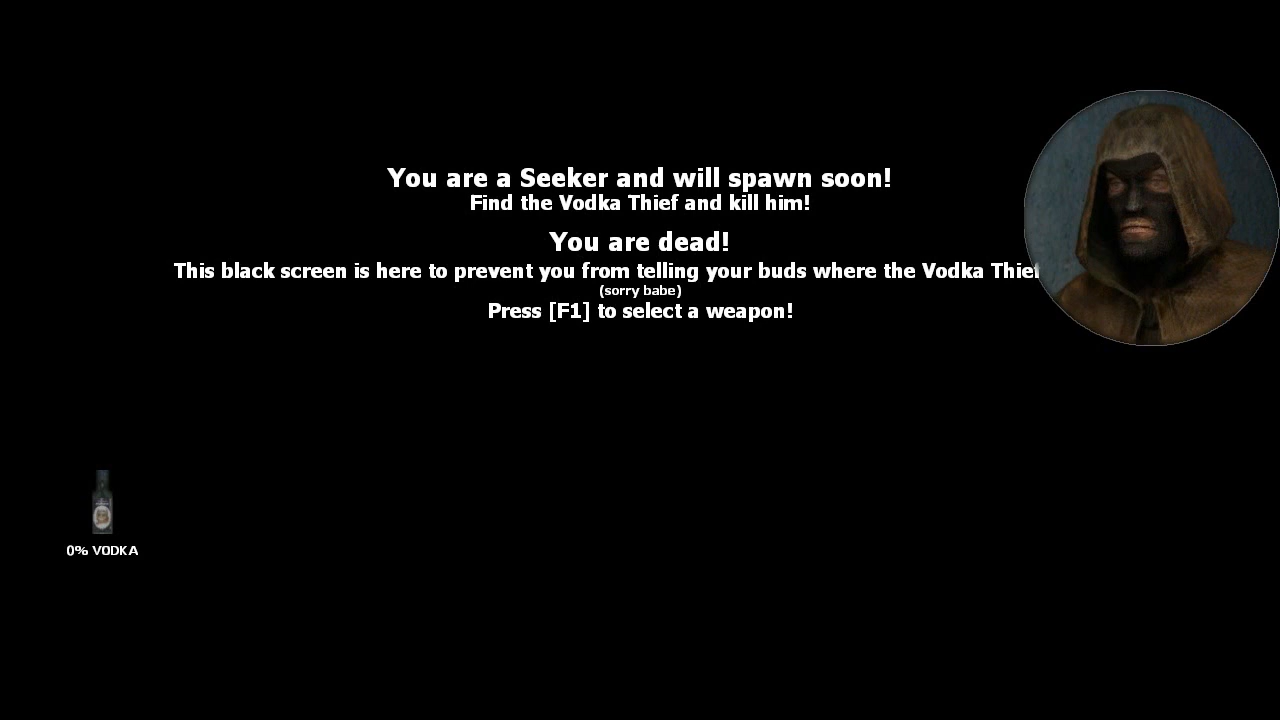 You are a Seeker and will spawn soon!
Find the Vodka Thief and kill him!
You are dead!
This black screen is here to prevent you from telling your buds where the Vodka
(sorry babe)
Press [F1] to select a weapon!
0% VODKA